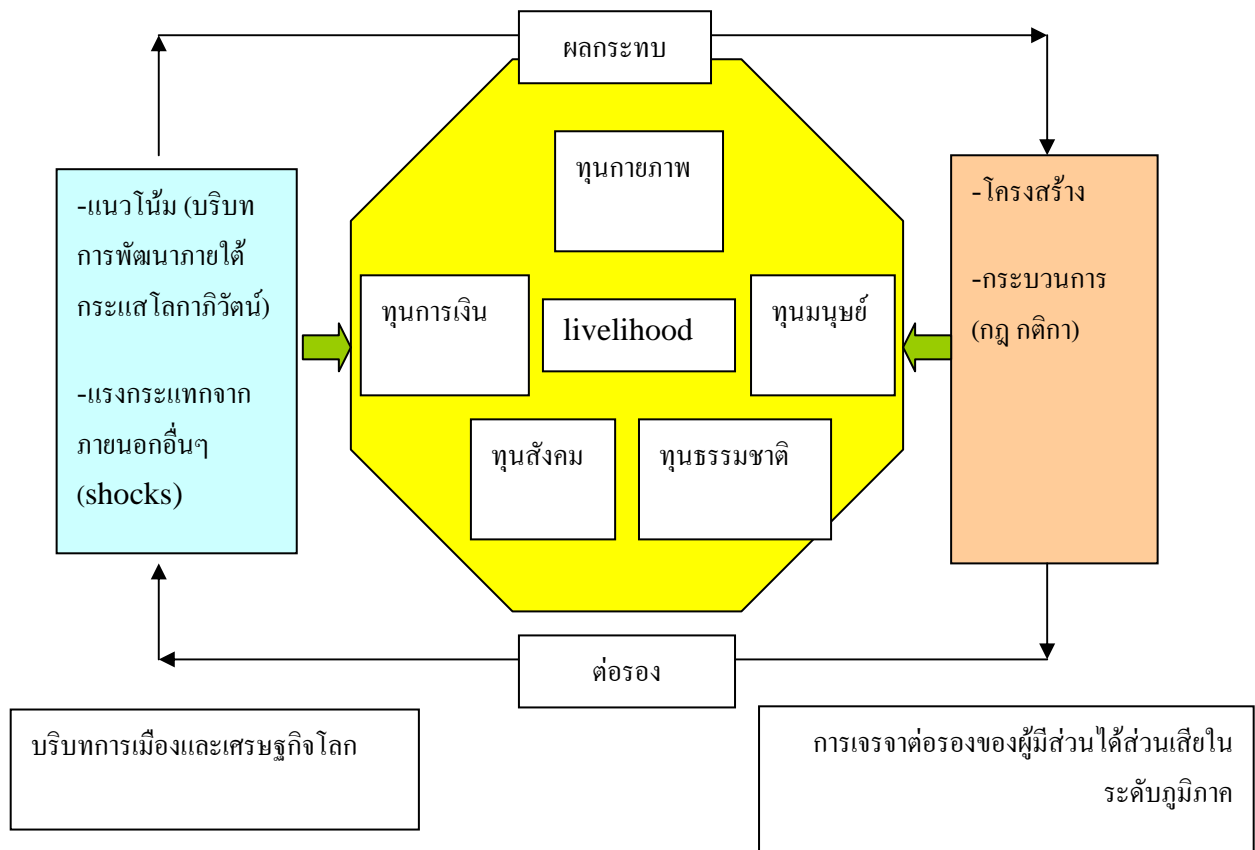 ผลกระทบ
ทุนกายภาพ
-แนวโน้ม (บริบท
การพัฒนาภายใต้
กระแสโลกาภิวัตน์)
-แรงกระแทกจาก
ภายนอกอื่นๆ
(shocks)
ทุนการเงิน
livelihood
ทุนมนุษย์
ทุนสังคม
ทุนธรรมชาติ
-โครงสร้าง
-กระบวนการ
(กฎ กติกา)
ต่อรอง
บริบทการเมืองและเศรษฐกิจโลก
การเจรจาต่อรองของผู้มีส่วนได้ส่วนเสียใน
ระดับภูมิภาค